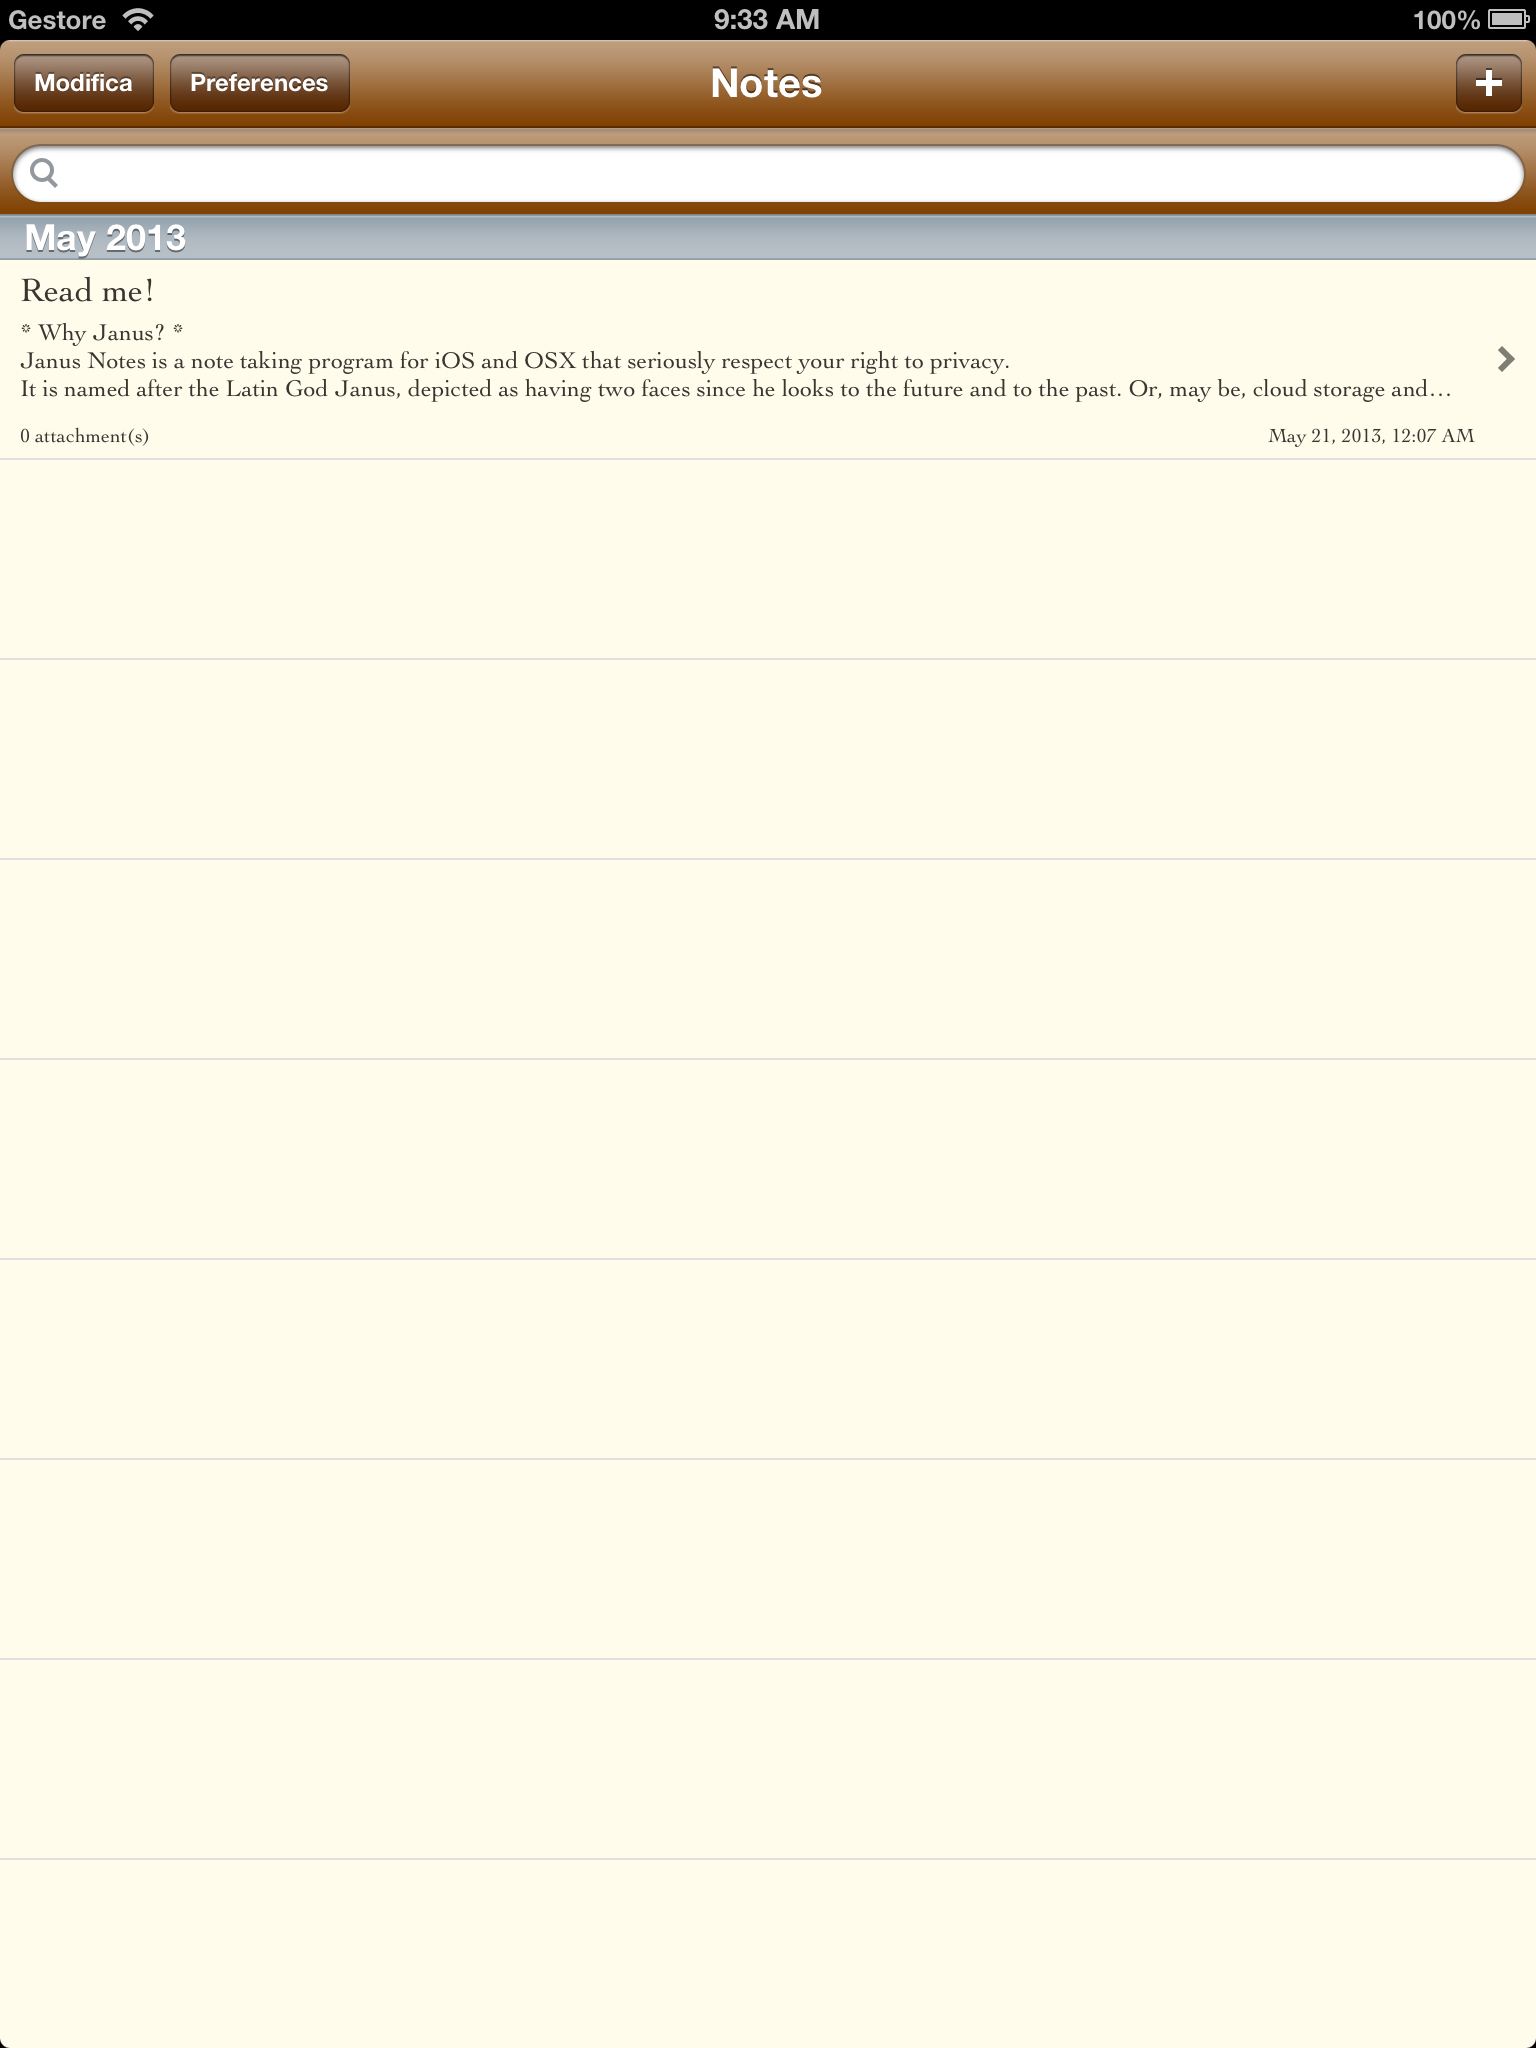 Gestore 9:33 AM 100%
Modifica Preferences Notes +
May 2013
Read me!
* Why Janus? *
Janus Notes is a note taking program for iOS and OSX that seriously respect your right to privacy.
It is named after the Latin God Janus, depicted as having two faces since he looks to the future and to the past. Or, may be, cloud storage and...
0 attachment(s) May 21, 2013, 12:07 AM